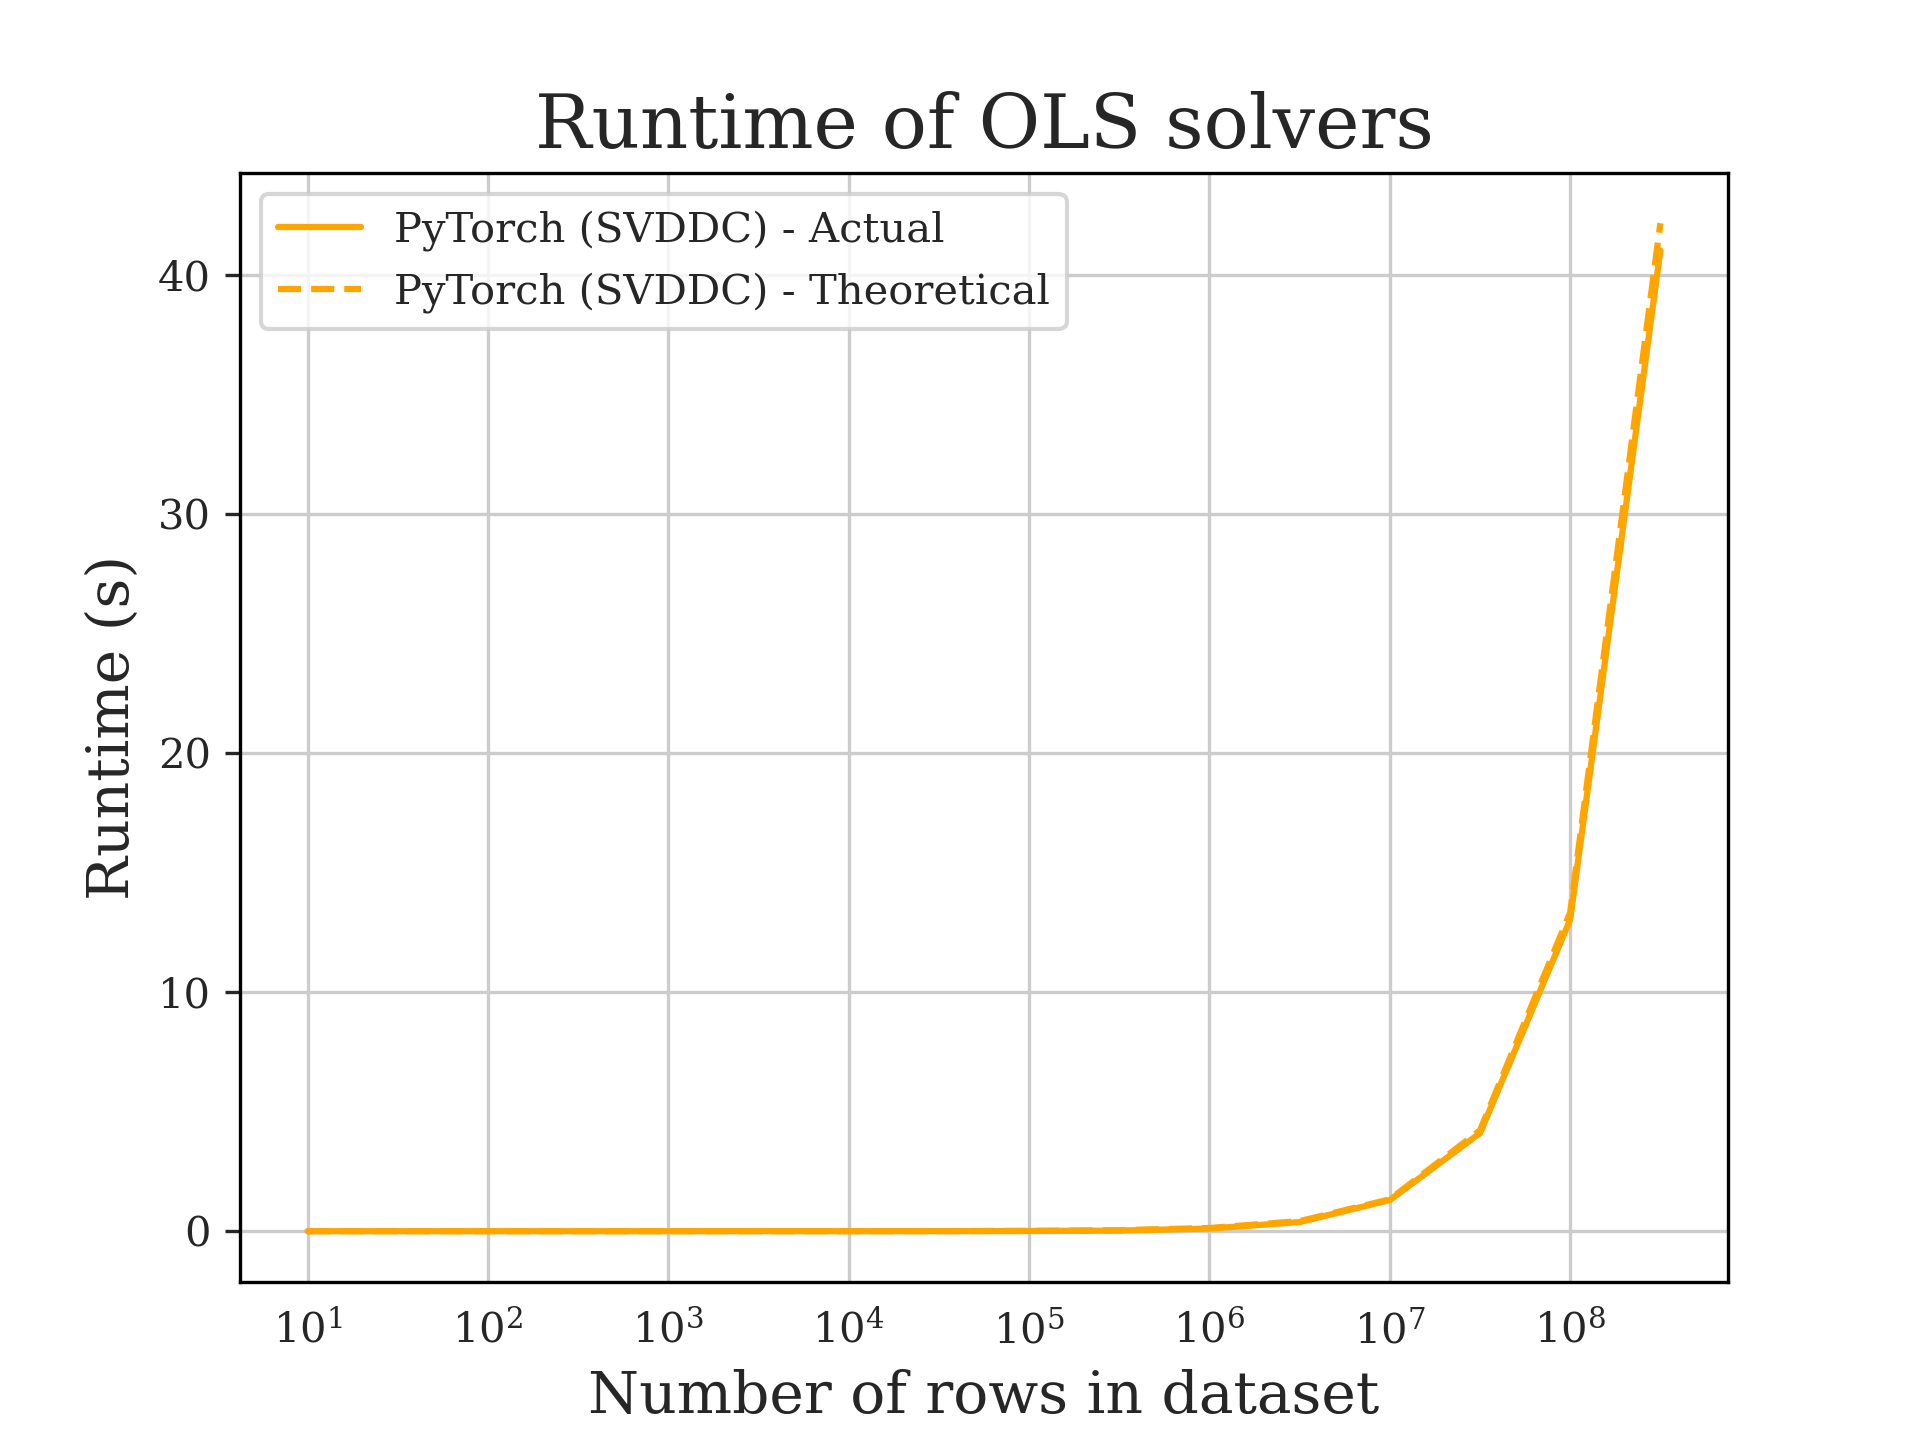 Runtime of OLS solvers
PyTorch (SVDDC) - Actual
PyTorch (SVDDC) - Theoretical
Runtime (s)
40
30
20
10
0
10¹ 10² 10³ 10⁴ 10⁵ 10⁶ 10⁷ 10⁸
Number of rows in dataset